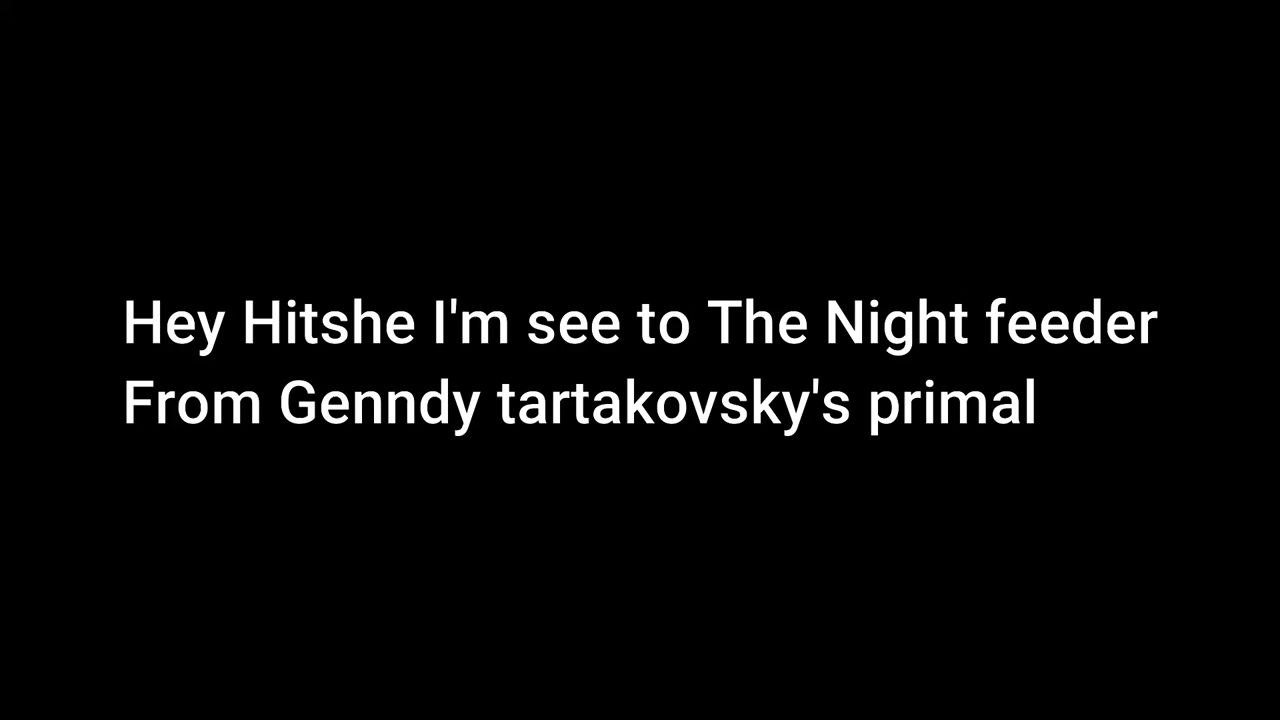 Hey Hitshe I'm see to The Night feeder
From Genndy tartakovsky's primal